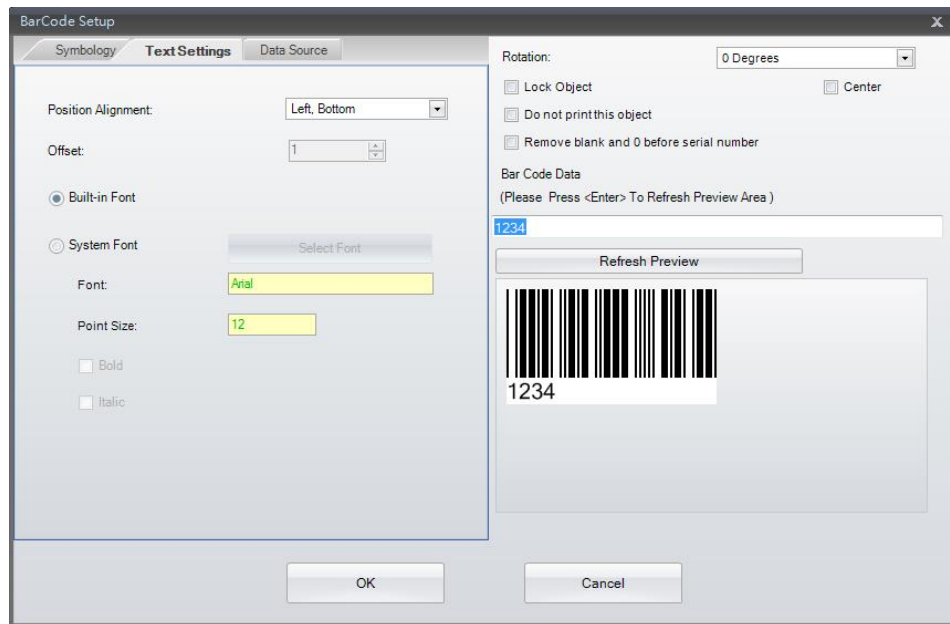 BarCode Setup
x
Symbology
Text Settings
Data Source
Position Alignment:
Left, Bottom
Offset:
1
Built-in Font
System Font
Select Font
Font:
Arial
Point Size:
12
Bold
Italic
Rotation:
0 Degrees
Lock Object
Center
Do not print this object
Remove blank and 0 before serial number
Bar Code Data
(Please Press <Enter> To Refresh Preview Area )
1234
Refresh Preview
1234
OK
Cancel